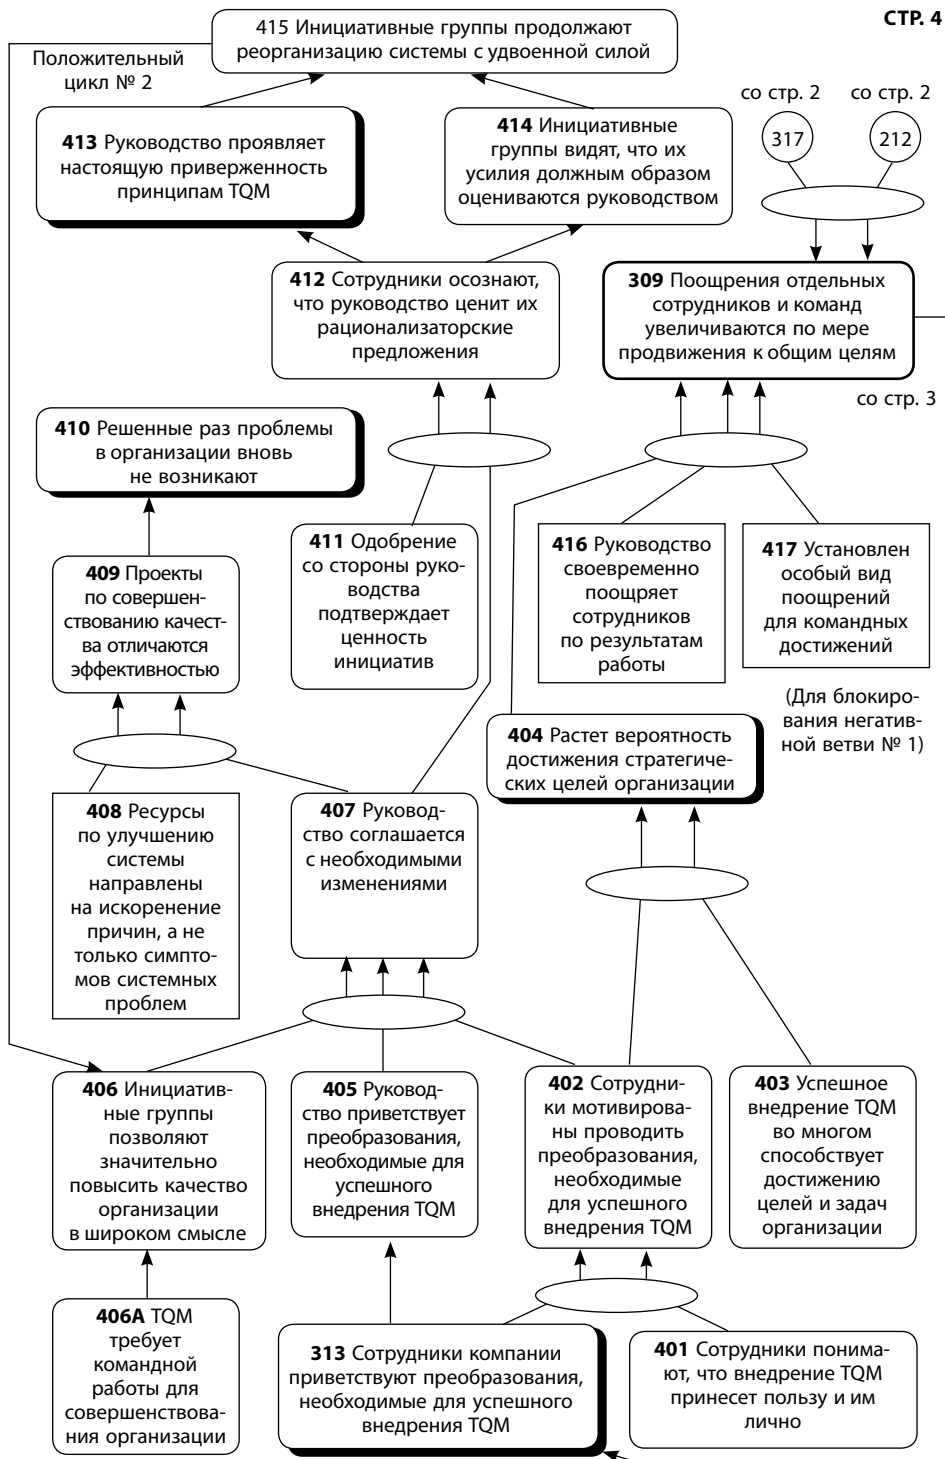 СТР. 4
415 Инициативные группы продолжают
реорганизацию системы с удвоенной силой
Положительный
цикл № 2
со стр. 2
со стр. 2
317
212
413 Руководство проявляет
настоящую приверженность
принципам TQM
414 Инициативные
группы видят, что их
усилия должным образом
оцениваются руководством
412 Сотрудники осознают,
что руководство ценит их
рационализаторские
предложения
309 Поощрения отдельных
сотрудников и команд
увеличиваются по мере
продвижения к общим целям
со стр. 3
410 Решенные раз проблемы
в организации вновь
не возникают
411 Одобрение
со стороны руко-
водства
подтверждает
ценность
инициатив
416 Руководство
своевременно
поощряет
сотрудников
по результатам
работы
417 Установлен
особый вид
поощрений
для командных
достижений
(Для блокиро-
вания негатив-
ной ветви № 1)
409 Проекты
по совершен-
ствованию качест-
ва отличаются
эффективностью
404 Растет вероятность
достижения стратегиче-
ских целей организации
408 Ресурсы
по улучшению
системы
направлены
на искоренение
причин, а не
только симпто-
мов системных
проблем
407 Руковод-
ство соглашается
с необходимыми
изменениями
406 Инициатив-
ные группы
позволяют
значительно
повысить качество
организации
в широком смысле
405 Руковод-
ство приветствует
преобразования,
необходимые для
успешного
внедрения TQM
402 Сотрудни-
ки мотивирова-
ны проводить
преобразования,
необходимые
для успешного
внедрения TQM
403 Успешное
внедрение TQM
во многом
способствует
достижению
целей и задач
организации
406А TQM
требует
командной
работы для
совершенствова-
ния организации
313 Сотрудники компании
приветствуют преобразования,
необходимые для успешного
внедрения TQM
401 Сотрудники понима-
ют, что внедрение TQM
принесет пользу и им
лично